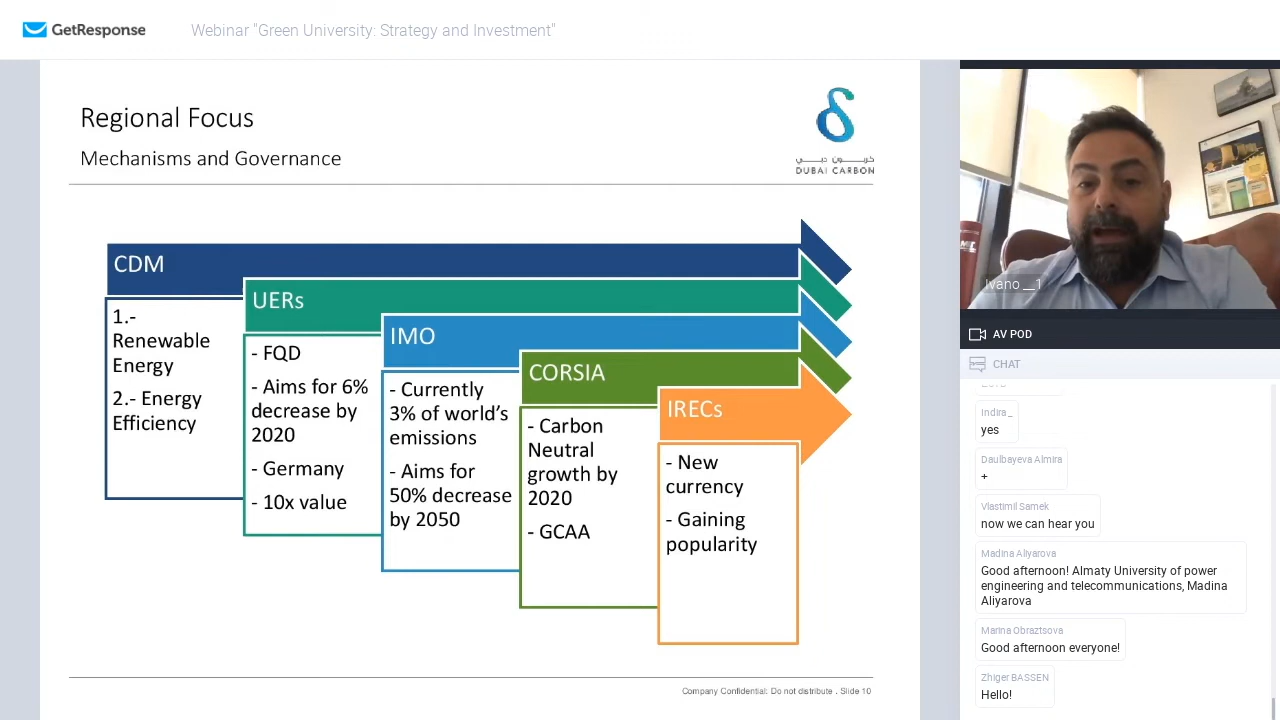 GetResponse
Webinar "Green University: Strategy and Investment"
Regional Focus
Mechanisms and Governance
كربــــون دبــــي
DUBAI CARBON
CDM
1.-
Renewable
Energy
2.- Energy
Efficiency
UERs
- FQD
- Aims for 6%
decrease by
2020
- Germany
- 10x value
IMO
- Currently
3% of world’s
emissions
- Aims for
50% decrease
by 2050
CORSIA
- Carbon
Neutral
growth by
2020
- GCAA
IRECs
- New
currency
- Gaining
popularity
Company Confidential: Do not distribute . Slide 10
Ivano __1
AV POD
CHAT
Indira _
yes
Daulbayeva Almira
+
Vlastimil Samek
now we can hear you
Madina Aliyarova
Good afternoon! Almaty University of power
engineering and telecommunications, Madina
Aliyarova
Marina Obraztsova
Good afternoon everyone!
Zhiger BASSEN
Hello!